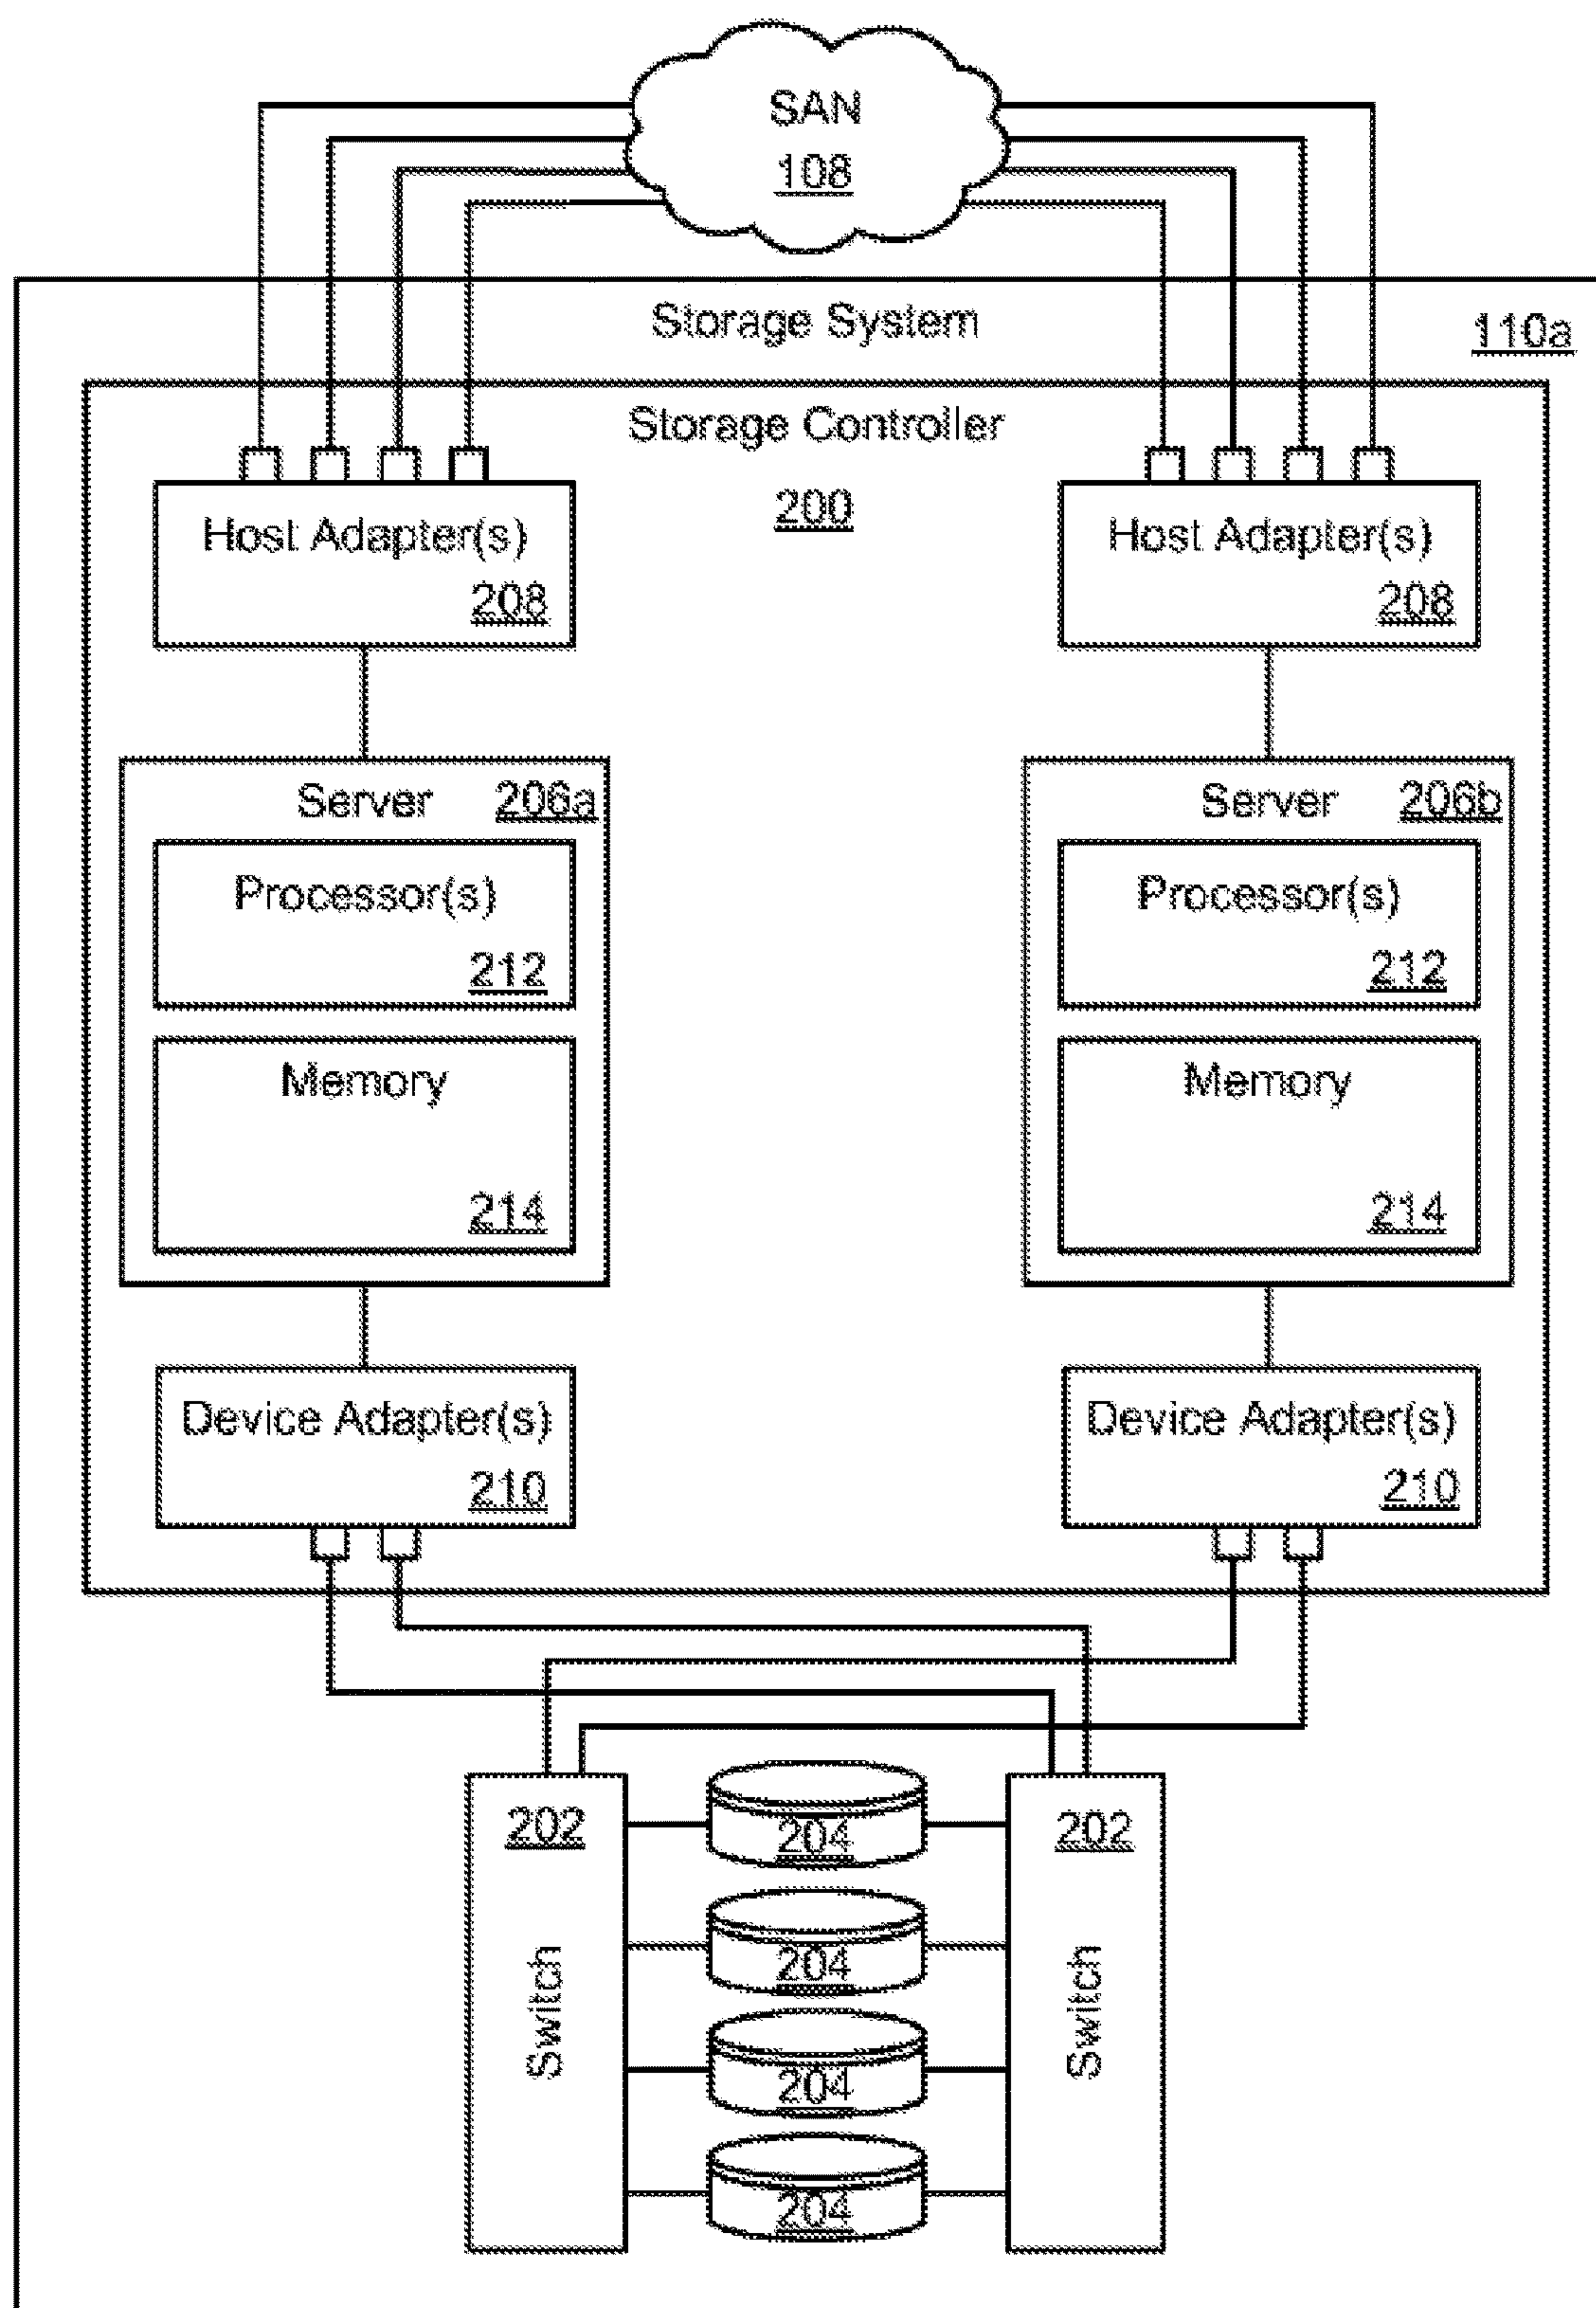 SAN
108
Storage System
110a
Storage Controller
200
Host Adapter(s)
208
Host Adapter(s)
208
Server 206a
Processor(s)
212
Memory
214
Server 206b
Processor(s)
212
Memory
214
Device Adapter(s)
210
Device Adapter(s)
210
202
Switch
204
204
204
204
202
Switch